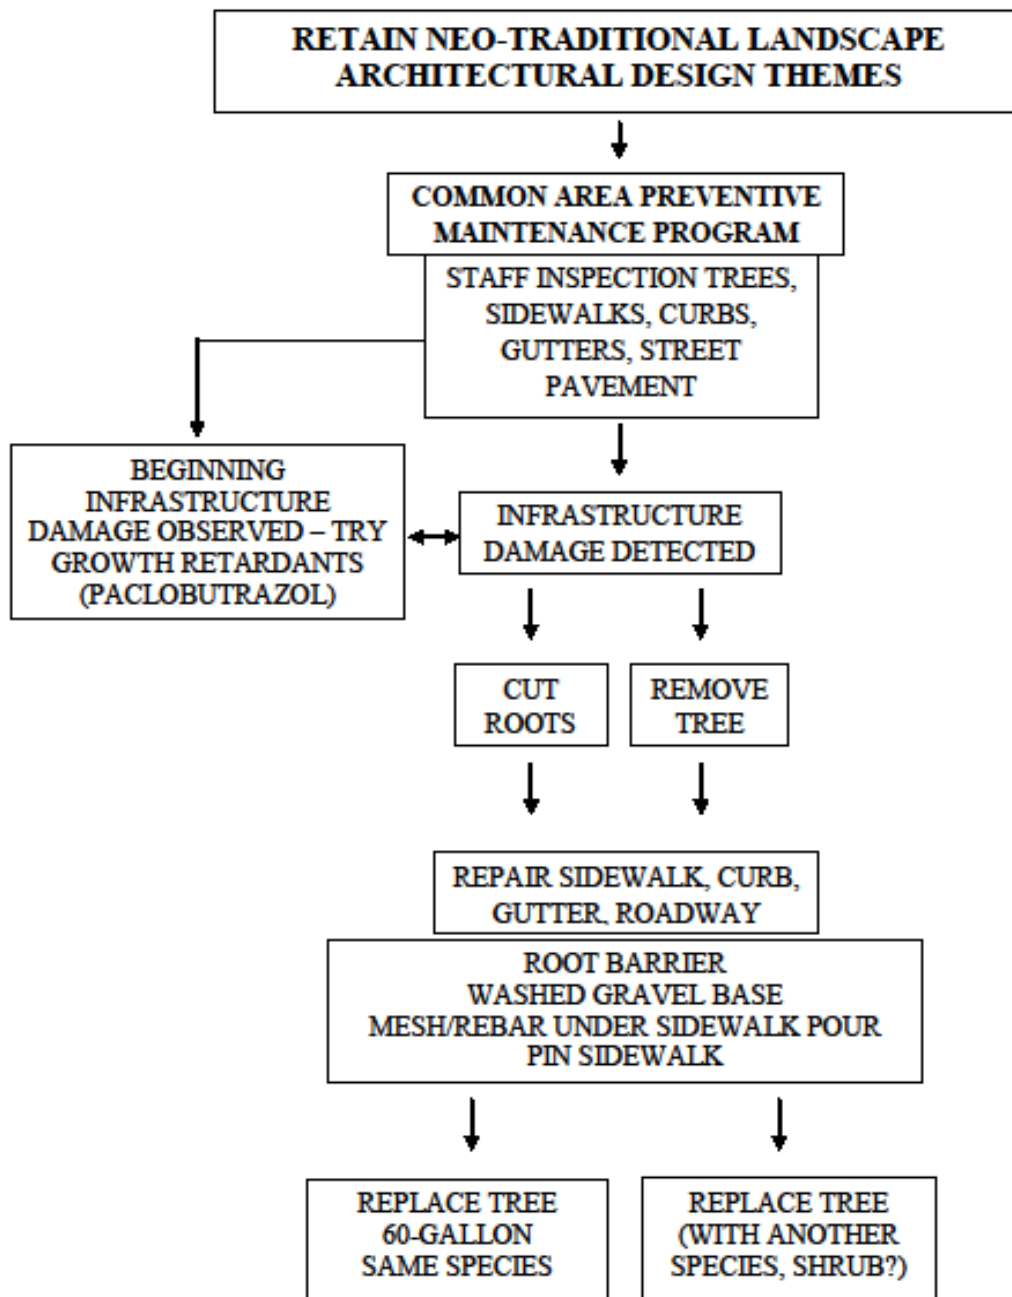 RETAIN NEO-TRADITIONAL LANDSCAPE
ARCHITECTURAL DESIGN THEMES
COMMON AREA PREVENTIVE
MAINTENANCE PROGRAM
STAFF INSPECTION TREES,
SIDEWALKS, CURBS,
GUTTERS, STREET
PAVEMENT
BEGINNING
INFRASTRUCTURE
DAMAGE OBSERVED – TRY
GROWTH RETARDANTS
(PACLOBUTRAZOL)
INFRASTRUCTURE
DAMAGE DETECTED
CUT
ROOTS
REMOVE
TREE
REPAIR SIDEWALK, CURB,
GUTTER, ROADWAY
ROOT BARRIER
WASHED GRAVEL BASE
MESH/REBAR UNDER SIDEWALK POUR
PIN SIDEWALK
REPLACE TREE
60-GALLON
SAME SPECIES
REPLACE TREE
(WITH ANOTHER
SPECIES, SHRUB?)